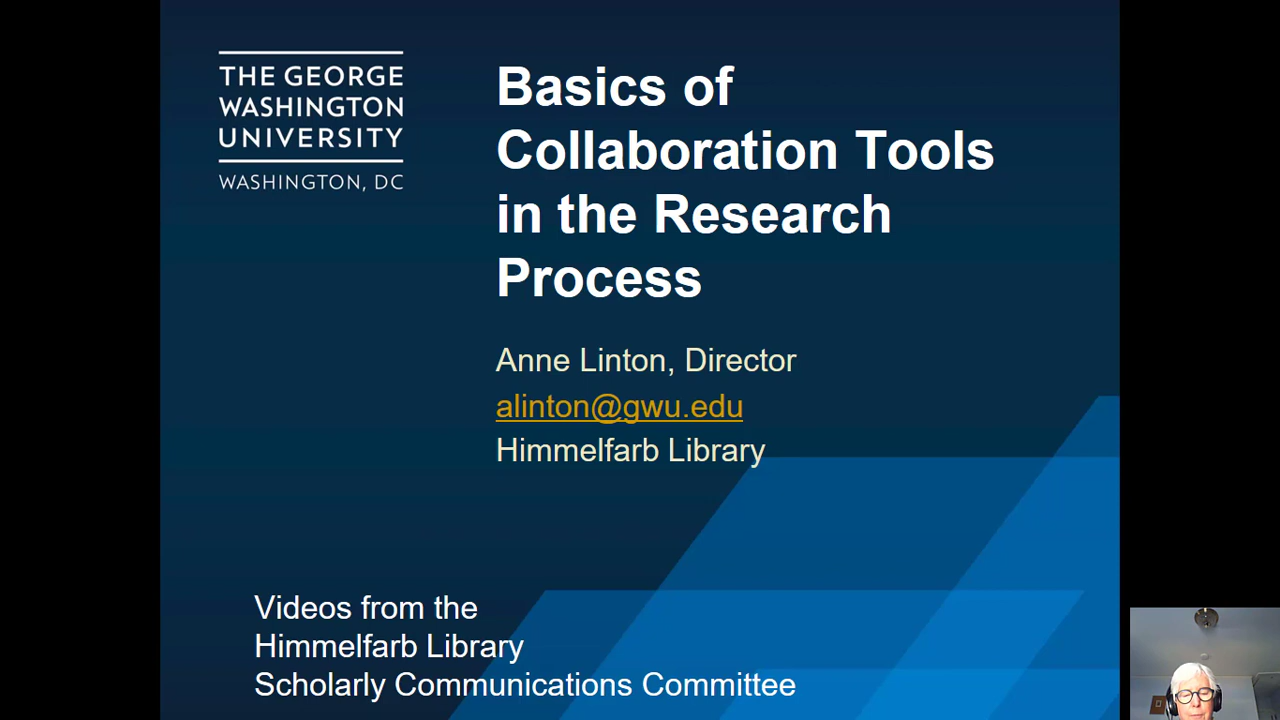 THE GEORGE
WASHINGTON
UNIVERSITY
WASHINGTON, DC
Basics of
Collaboration Tools
in the Research
Process
Anne Linton, Director
alinton@gwu.edu
Himmelfarb Library
Videos from the
Himmelfarb Library
Scholarly Communications Committee